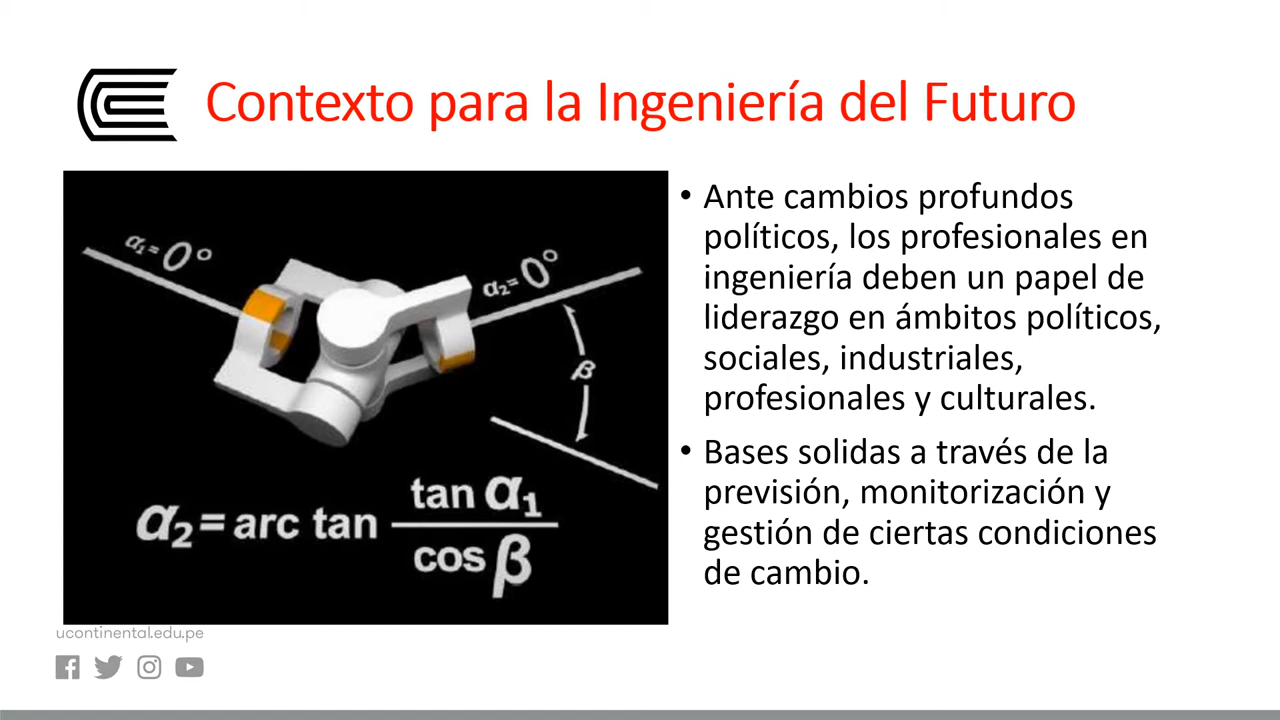 Contexto para la Ingeniería del Futuro
α₁= 0°
α₂= 0°
β
α₂= arc tan tan α₁
cos β
• Ante cambios profundos
políticos, los profesionales en
ingeniería deben un papel de
liderazgo en ámbitos políticos,
sociales, industriales,
profesionales y culturales.
• Bases solidas a través de la
previsión, monitorización y
gestión de ciertas condiciones
de cambio.
ucontinental.edu.pe